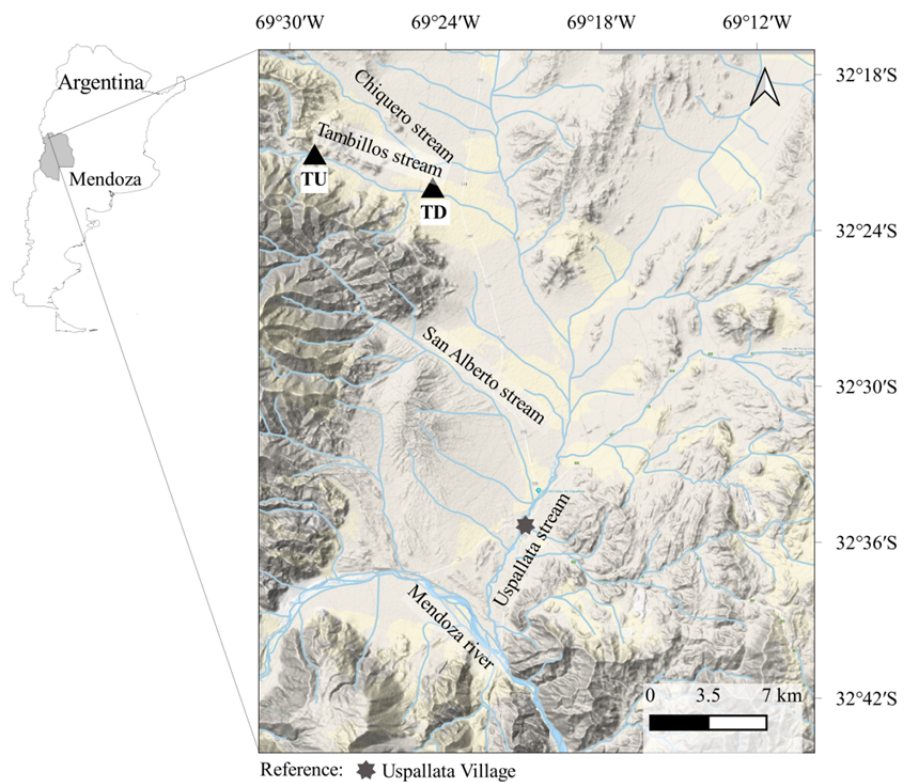 69°30′W 69°24′W 69°18′W 69°12′W
Argentina
Mendoza
32°18′S
32°24′S
32°30′S
32°36′S
32°42′S
Chiquero stream
Tambillos stream
TU
TD
San Alberto stream
Uspallata stream
Mendoza river
0 3.5 7 km
Reference: Uspallata Village